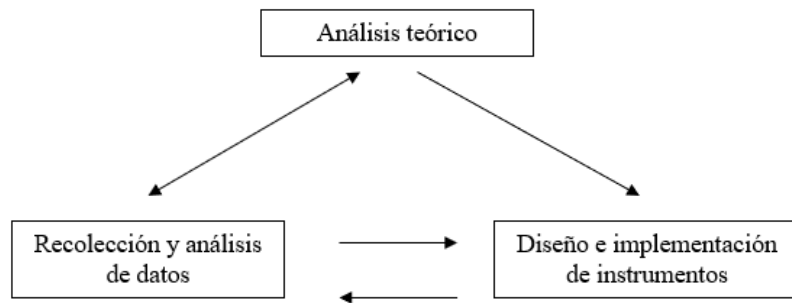 Análisis teórico
Recolección y análisis
de datos
Diseño e implementación
de instrumentos